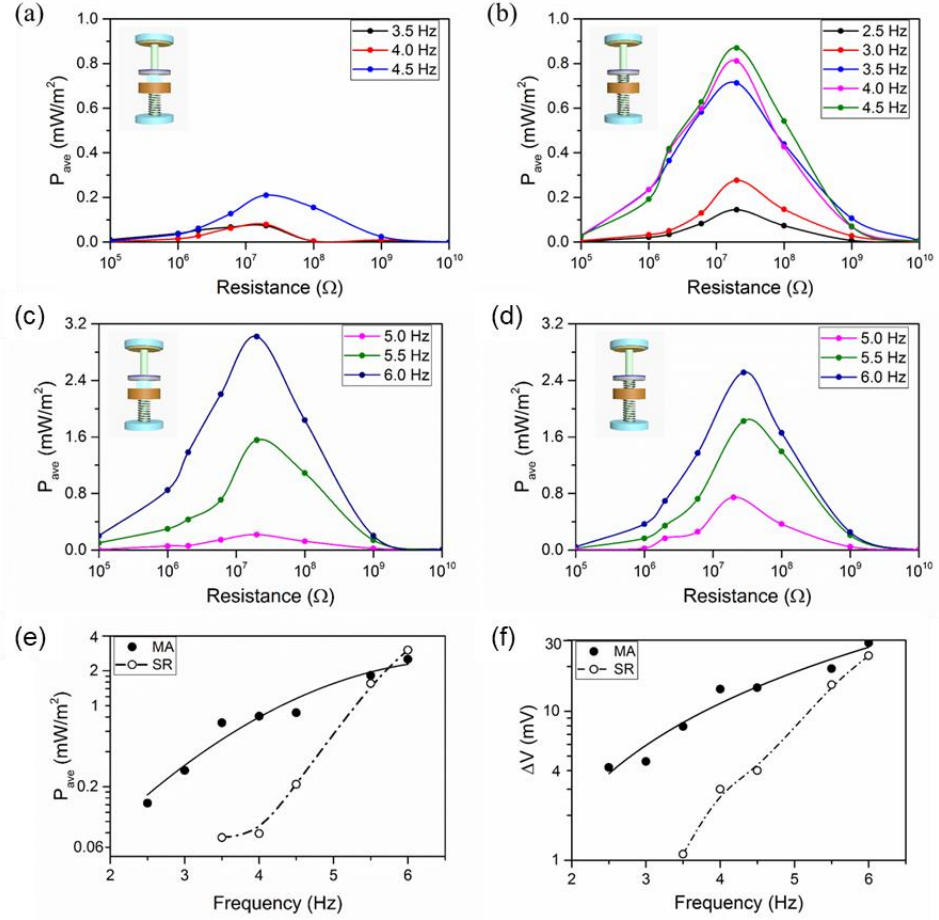 (a)
3.5 Hz
4.0 Hz
4.5 Hz
P_ave (mW/m²)
1.0
0.8
0.6
0.4
0.2
0.0
10⁵ 10⁶ 10⁷ 10⁸ 10⁹ 10¹⁰
Resistance (Ω)
(b)
2.5 Hz
3.0 Hz
3.5 Hz
4.0 Hz
4.5 Hz
P_ave (mW/m²)
1.0
0.8
0.6
0.4
0.2
0.0
10⁵ 10⁶ 10⁷ 10⁸ 10⁹ 10¹⁰
Resistance (Ω)
(c)
5.0 Hz
5.5 Hz
6.0 Hz
P_ave (mW/m²)
3.2
2.4
1.6
0.8
0.0
10⁵ 10⁶ 10⁷ 10⁸ 10⁹ 10¹⁰
Resistance (Ω)
(d)
5.0 Hz
5.5 Hz
6.0 Hz
P_ave (mW/m²)
3.2
2.4
1.6
0.8
0.0
10⁵ 10⁶ 10⁷ 10⁸ 10⁹ 10¹⁰
Resistance (Ω)
(e)
MA
SR
P_ave (mW/m²)
4
2
1
0.2
0.06
2 3 4 5 6
Frequency (Hz)
(f)
MA
SR
ΔV (mV)
30
10
4
1
2 3 4 5 6
Frequency (Hz)